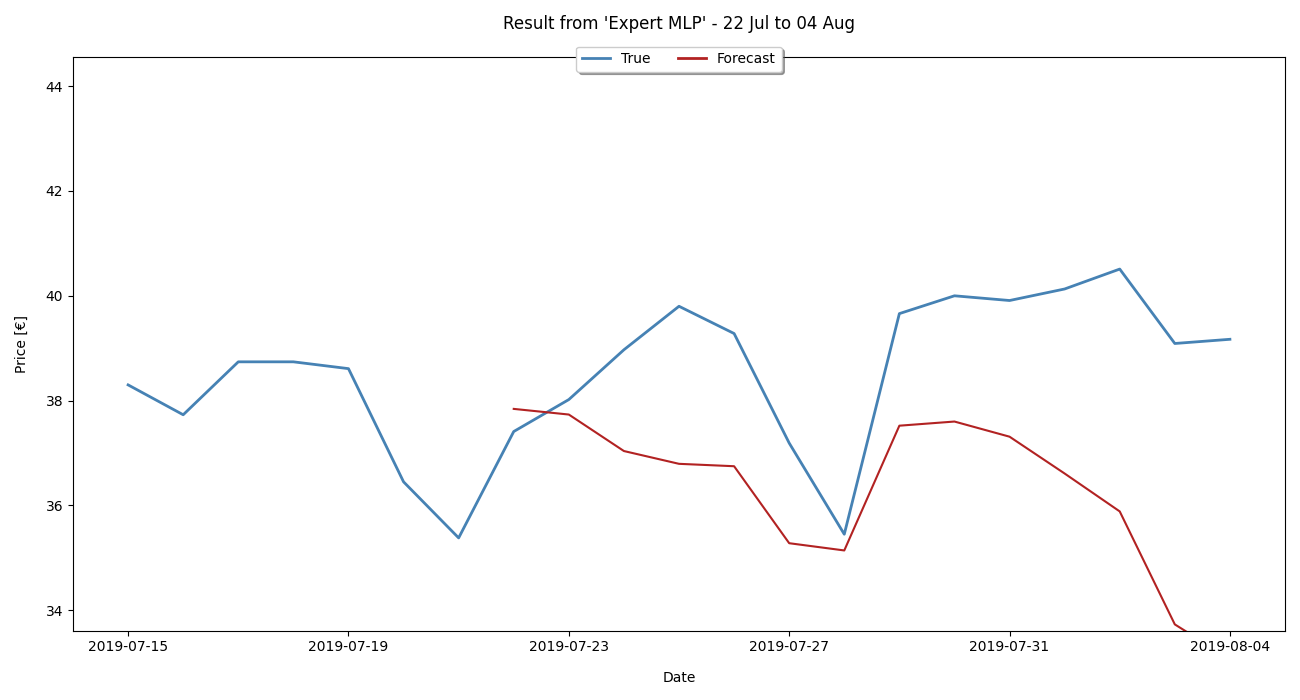 Result from 'Expert MLP' - 22 Jul to 04 Aug
True Forecast
44
42
40
38
36
34
Price [€]
2019-07-15 2019-07-19 2019-07-23 2019-07-27 2019-07-31 2019-08-04
Date